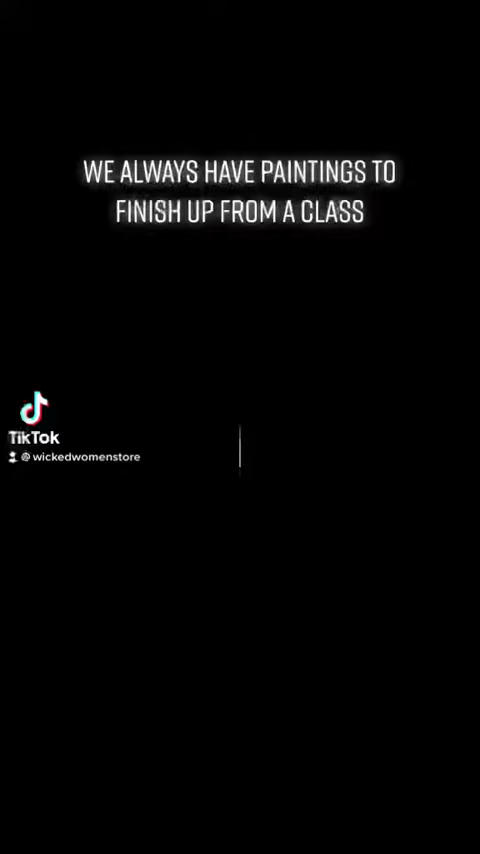 WE ALWAYS HAVE PAINTINGS TO
FINISH UP FROM A CLASS
TikTok
@wickedwomenstore